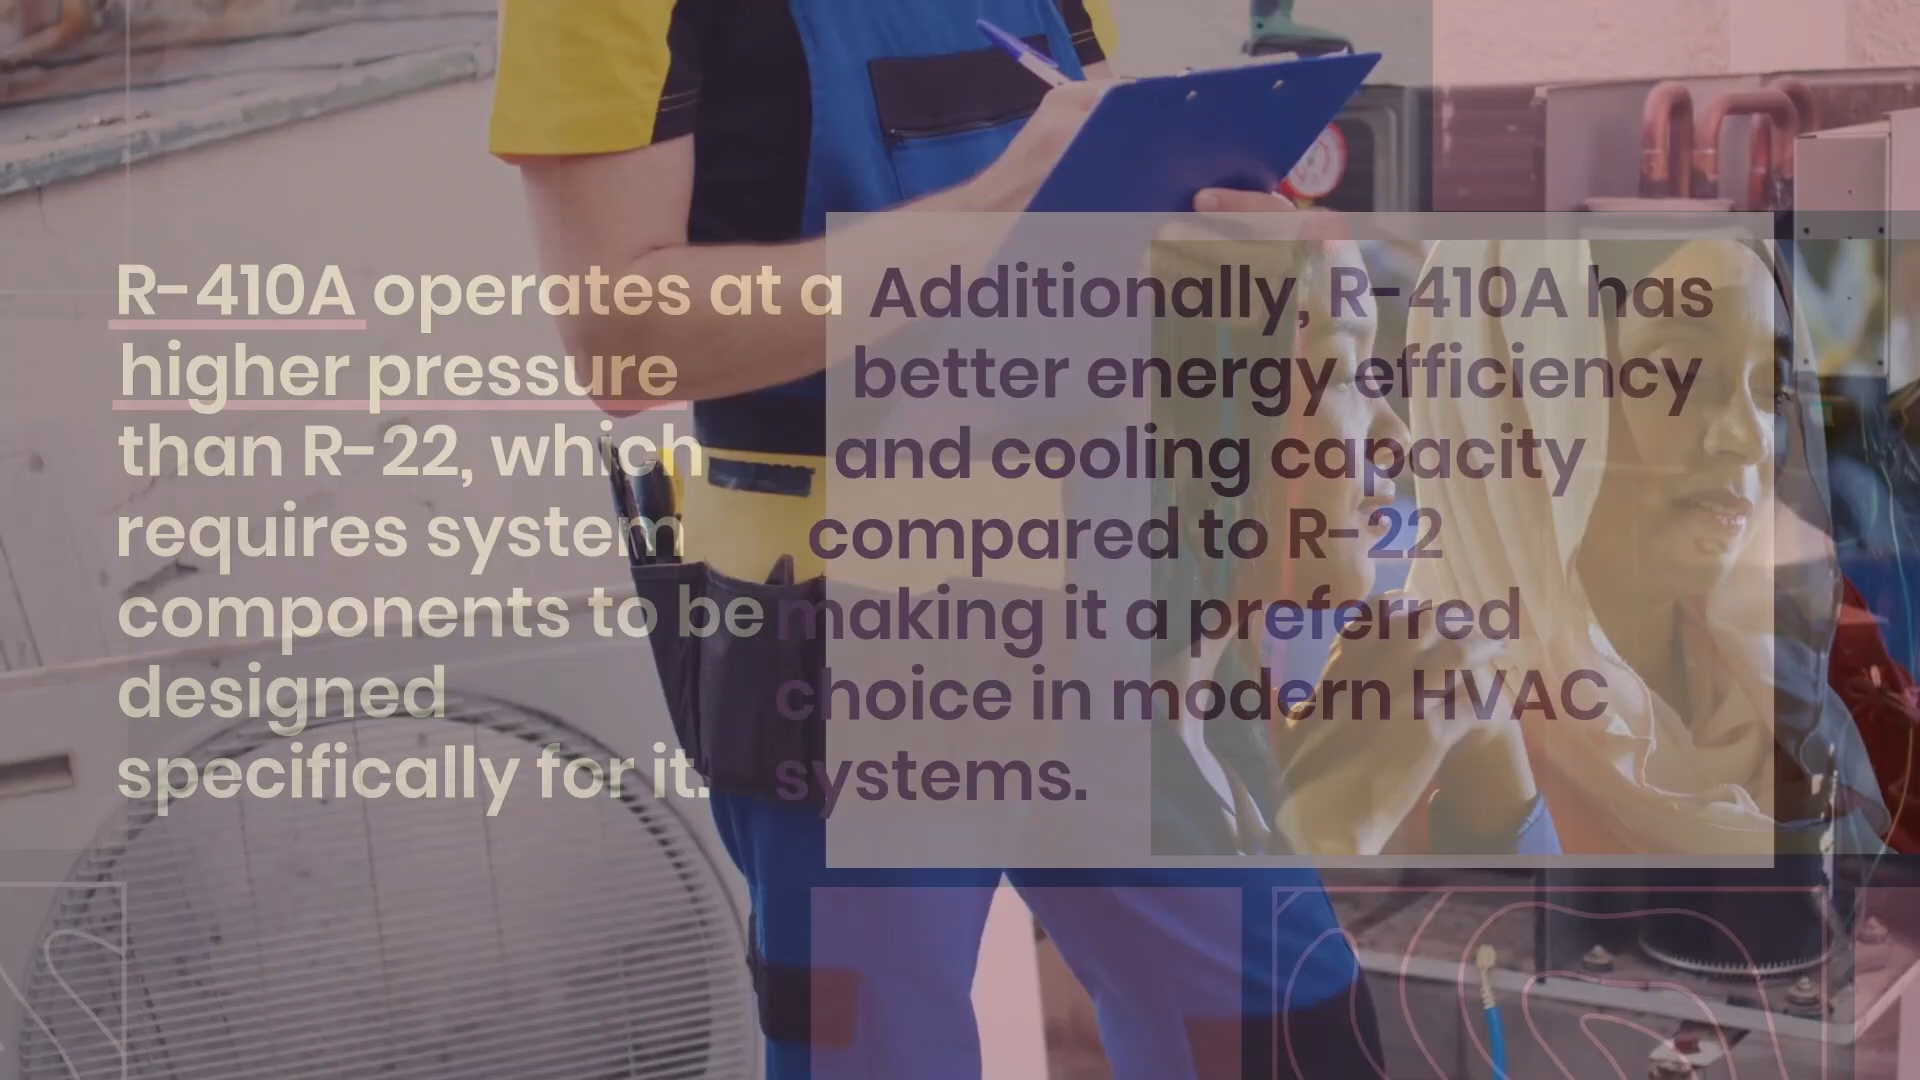 R-410A operates at a
higher pressure
than R-22, which
requires system
components to be
designed
specifically for it.
Additionally, R-410A has
better energy efficiency
and cooling capacity
compared to R-22
making it a preferred
choice in modern HVAC
systems.